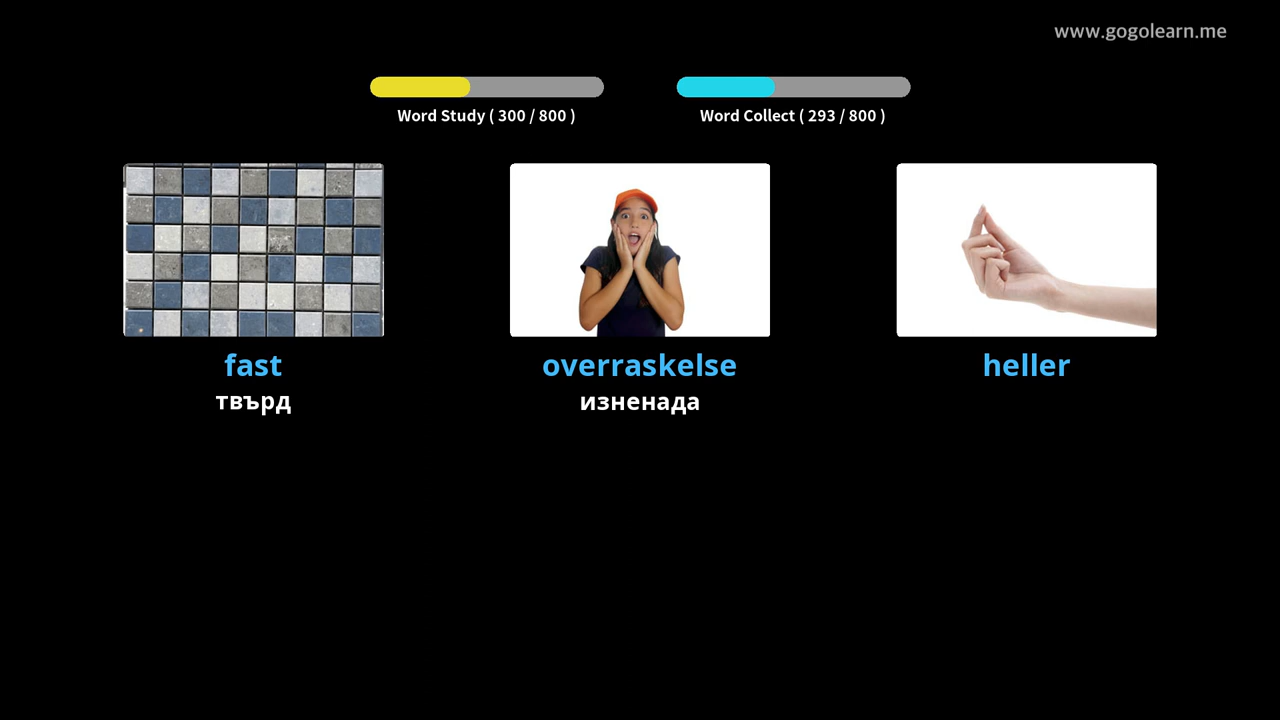 www.gogolearn.me
Word Study ( 300 / 800 )
Word Collect ( 293 / 800 )
fast
твърд
overraskelse
изненада
heller